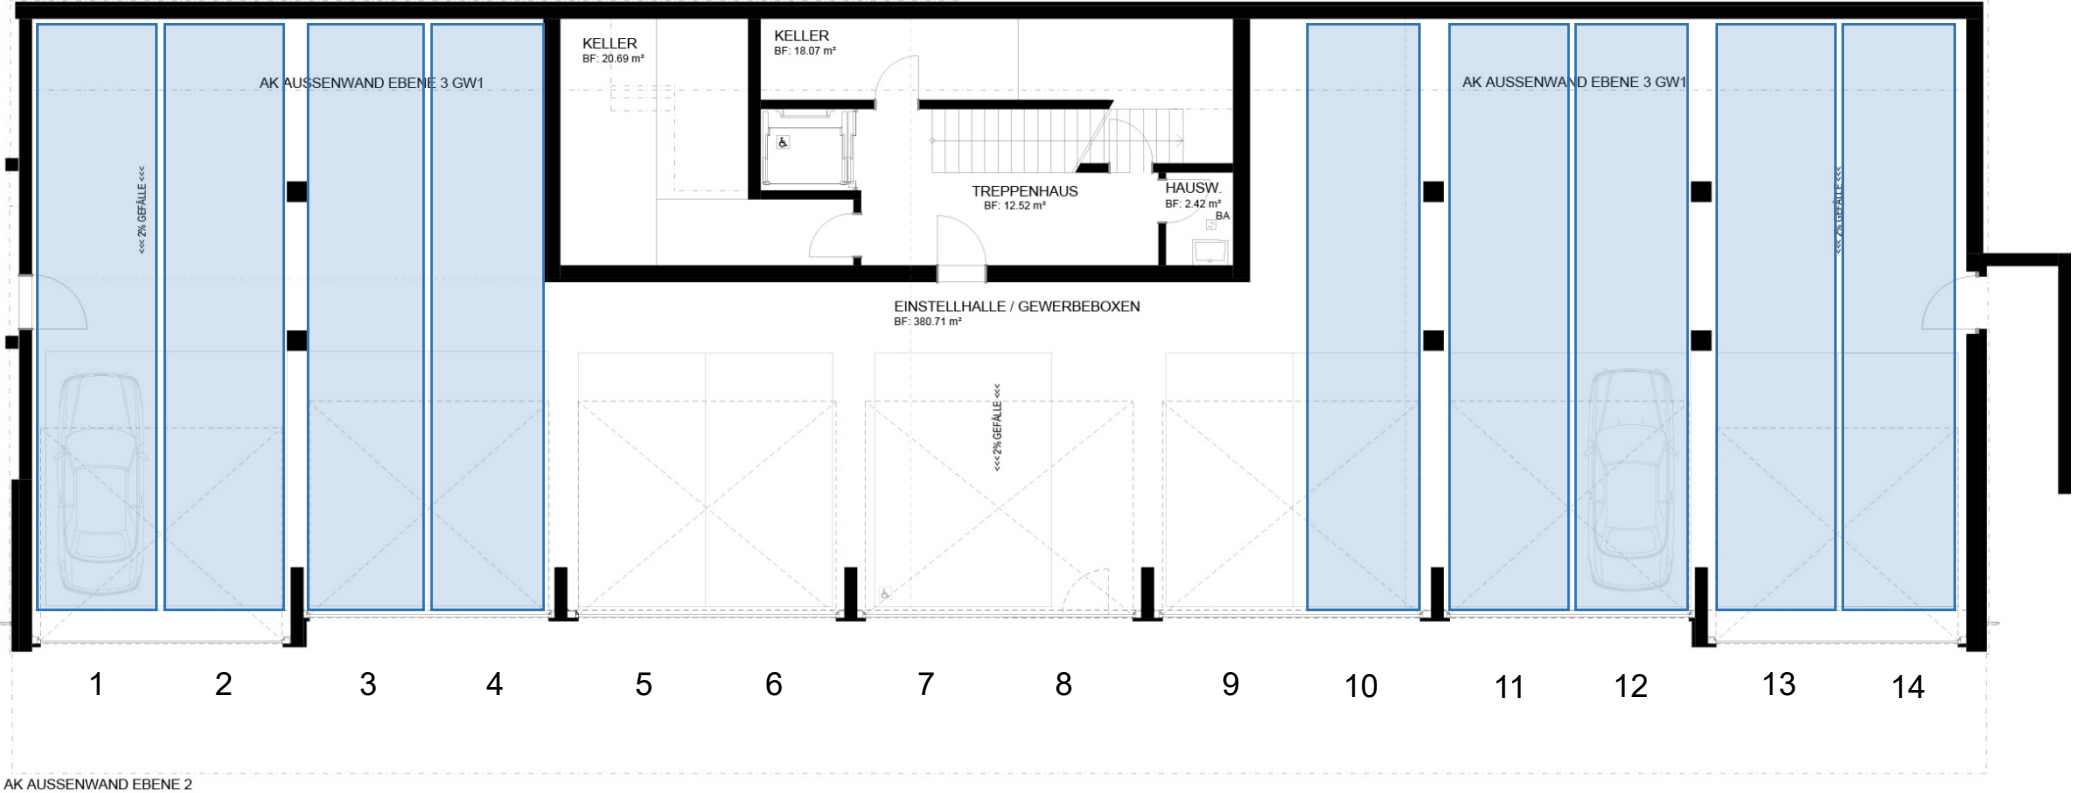 KELLER
BF: 20.69 m²
KELLER
BF: 18.07 m²
AK AUSSENWAND EBENE 3 GW1
AK AUSSENWAND EBENE 3 GW1
<<< 2% GEFÄLLE <<<
TREPPENHAUS
BF: 12.52 m²
HAUSW.
BF: 2.42 m²
BA
<<< 2% GEFÄLLE <<<
EINSTELLHALLE / GEWERBEBOXEN
BF: 380.71 m²
<<< 2% GEFÄLLE <<<
1 2 3 4 5 6 7 8 9 10 11 12 13 14
AK AUSSENWAND EBENE 2